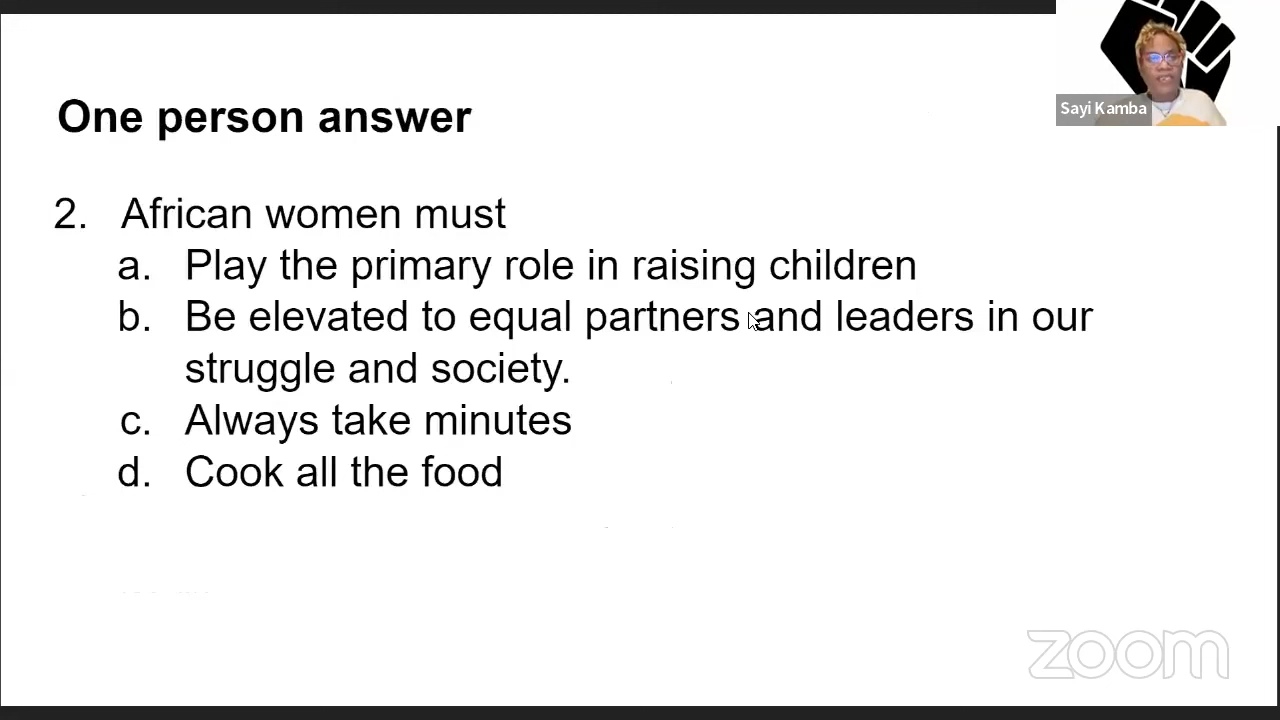 Sayi Kamba
One person answer
2. African women must
a. Play the primary role in raising children
b. Be elevated to equal partners and leaders in our
struggle and society.
c. Always take minutes
d. Cook all the food
zoom